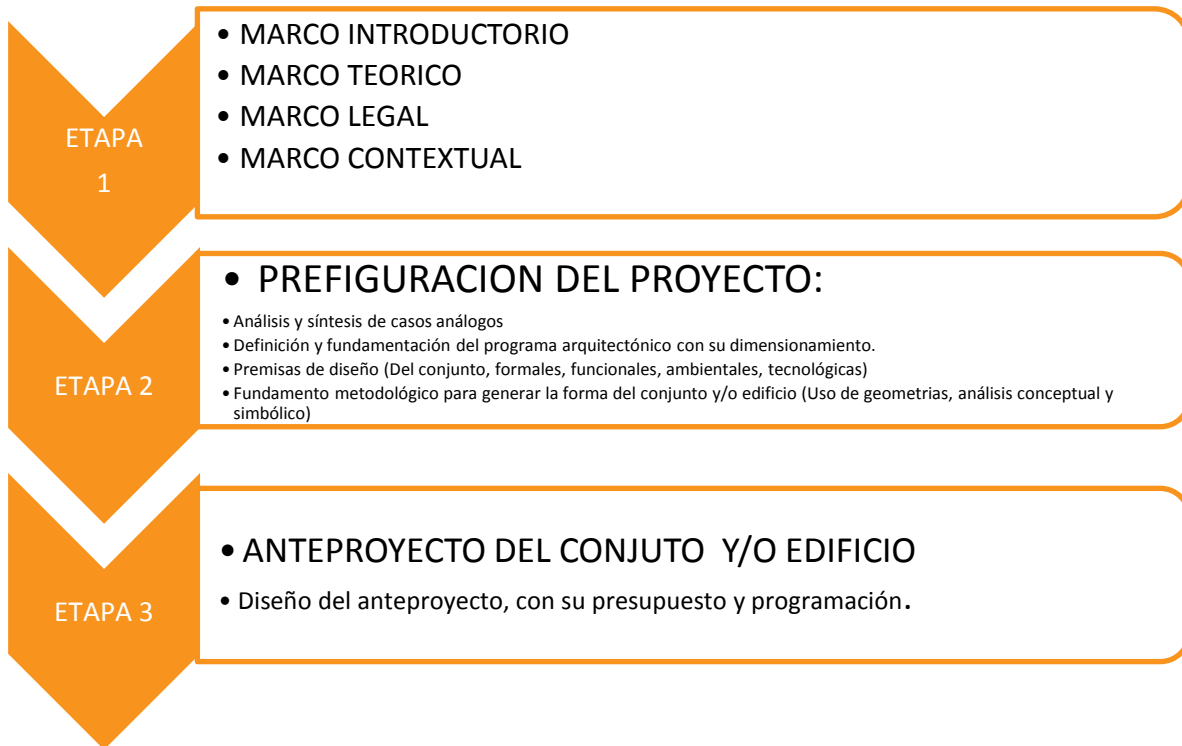 ETAPA
1
• MARCO INTRODUCTORIO
• MARCO TEORICO
• MARCO LEGAL
• MARCO CONTEXTUAL
ETAPA 2
• PREFIGURACION DEL PROYECTO:
• Análisis y síntesis de casos análogos
• Definición y fundamentación del programa arquitectónico con su dimensionamiento.
• Premisas de diseño (Del conjunto, formales, funcionales, ambientales, tecnológicas)
• Fundamento metodológico para generar la forma del conjunto y/o edificio (Uso de geometrias, análisis conceptual y
simbólico)
ETAPA 3
• ANTEPROYECTO DEL CONJUTO Y/O EDIFICIO
• Diseño del anteproyecto, con su presupuesto y programación.